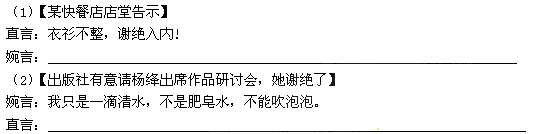 （1）【某快餐店店堂告示】
直言：衣衫不整，谢绝入内！
婉言：
（2）【出版社有意请杨绛出席作品研讨会，她谢绝了】
婉言：我只是一滴清水，不是肥皂水，不能吹泡泡。
直言：